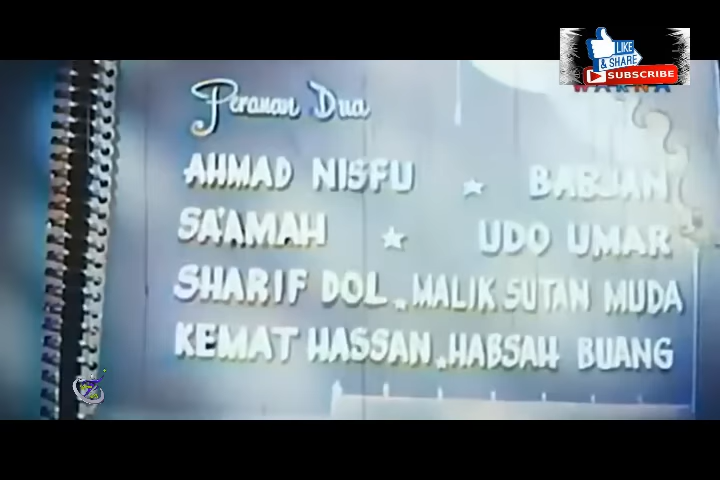 LIKE
& SHARE
SUBSCRIBE
WARNA
Peranan Dua
AHMAD NISFU ★ BABJAN
SA'AMAH ★ UDO UMAR
SHARIF DOL ★ MALIK SUTAN MUDA
KEMAT HASSAN ★ HABSAH BUANG